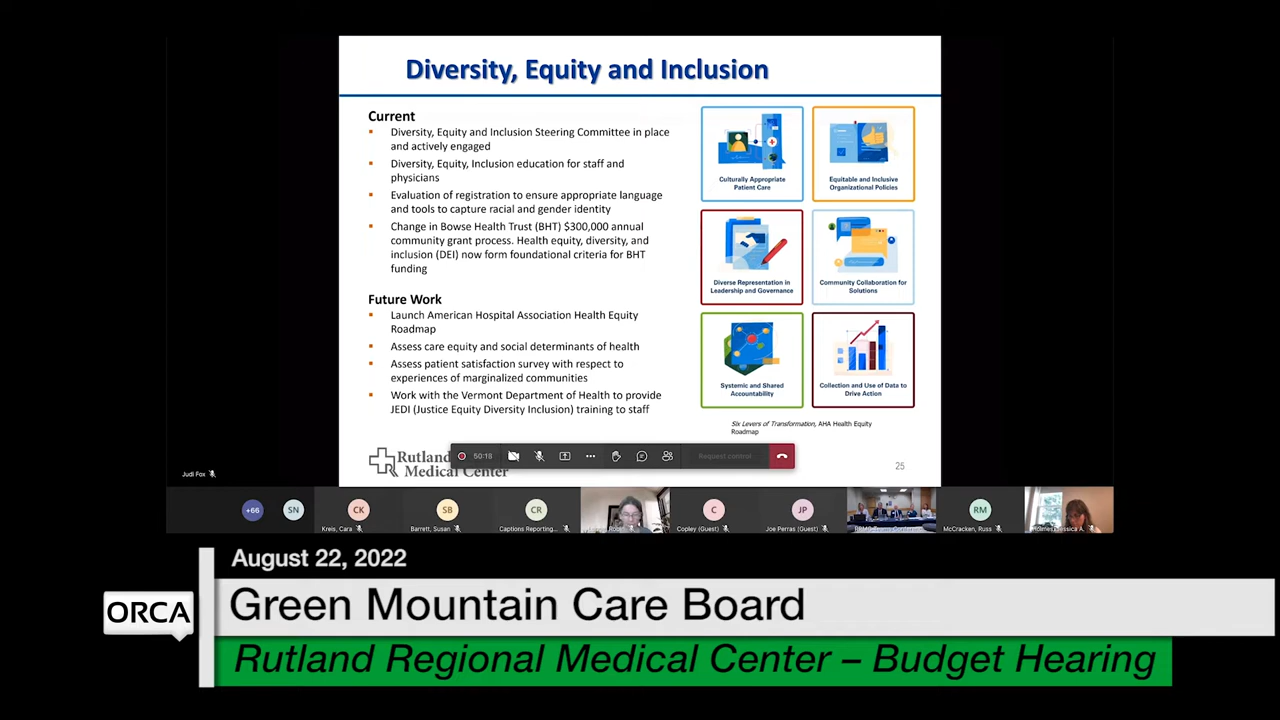 Diversity, Equity and Inclusion
Current
Diversity, Equity and Inclusion Steering Committee in place
and actively engaged
Diversity, Equity, Inclusion education for staff and
physicians
Evaluation of registration to ensure appropriate language
and tools to capture racial and gender identity
Change in Bowse Health Trust (BHT) $300,000 annual
community grant process. Health equity, diversity, and
inclusion (DEI) now form foundational criteria for BHT
funding
Future Work
Launch American Hospital Association Health Equity
Roadmap
Assess care equity and social determinants of health
Assess patient satisfaction survey with respect to
experiences of marginalized communities
Work with the Vermont Department of Health to provide
JEDI (Justice Equity Diversity Inclusion) training to staff
Culturally Appropriate
Patient Care
Equitable and Inclusive
Organizational Policies
Diverse Representation in
Leadership and Governance
Community Collaboration for
Solutions
Systemic and Shared
Accountability
Collection and Use of Data to
Drive Action
Six Levers of Transformation, AHA Health Equity
Roadmap
Rutland
Medical Center
50:18
Request control
25
Judi Fox
+66
SN
CK
SB
CR
C
JP
RM
Kreis, Cara
Barrett, Susan
Captions Reporting...
Copley (Guest)
Joe Perras (Guest)
McCracken, Russ
Holmes, Jessica A.
August 22, 2022
ORCA
Green Mountain Care Board
Rutland Regional Medical Center – Budget Hearing